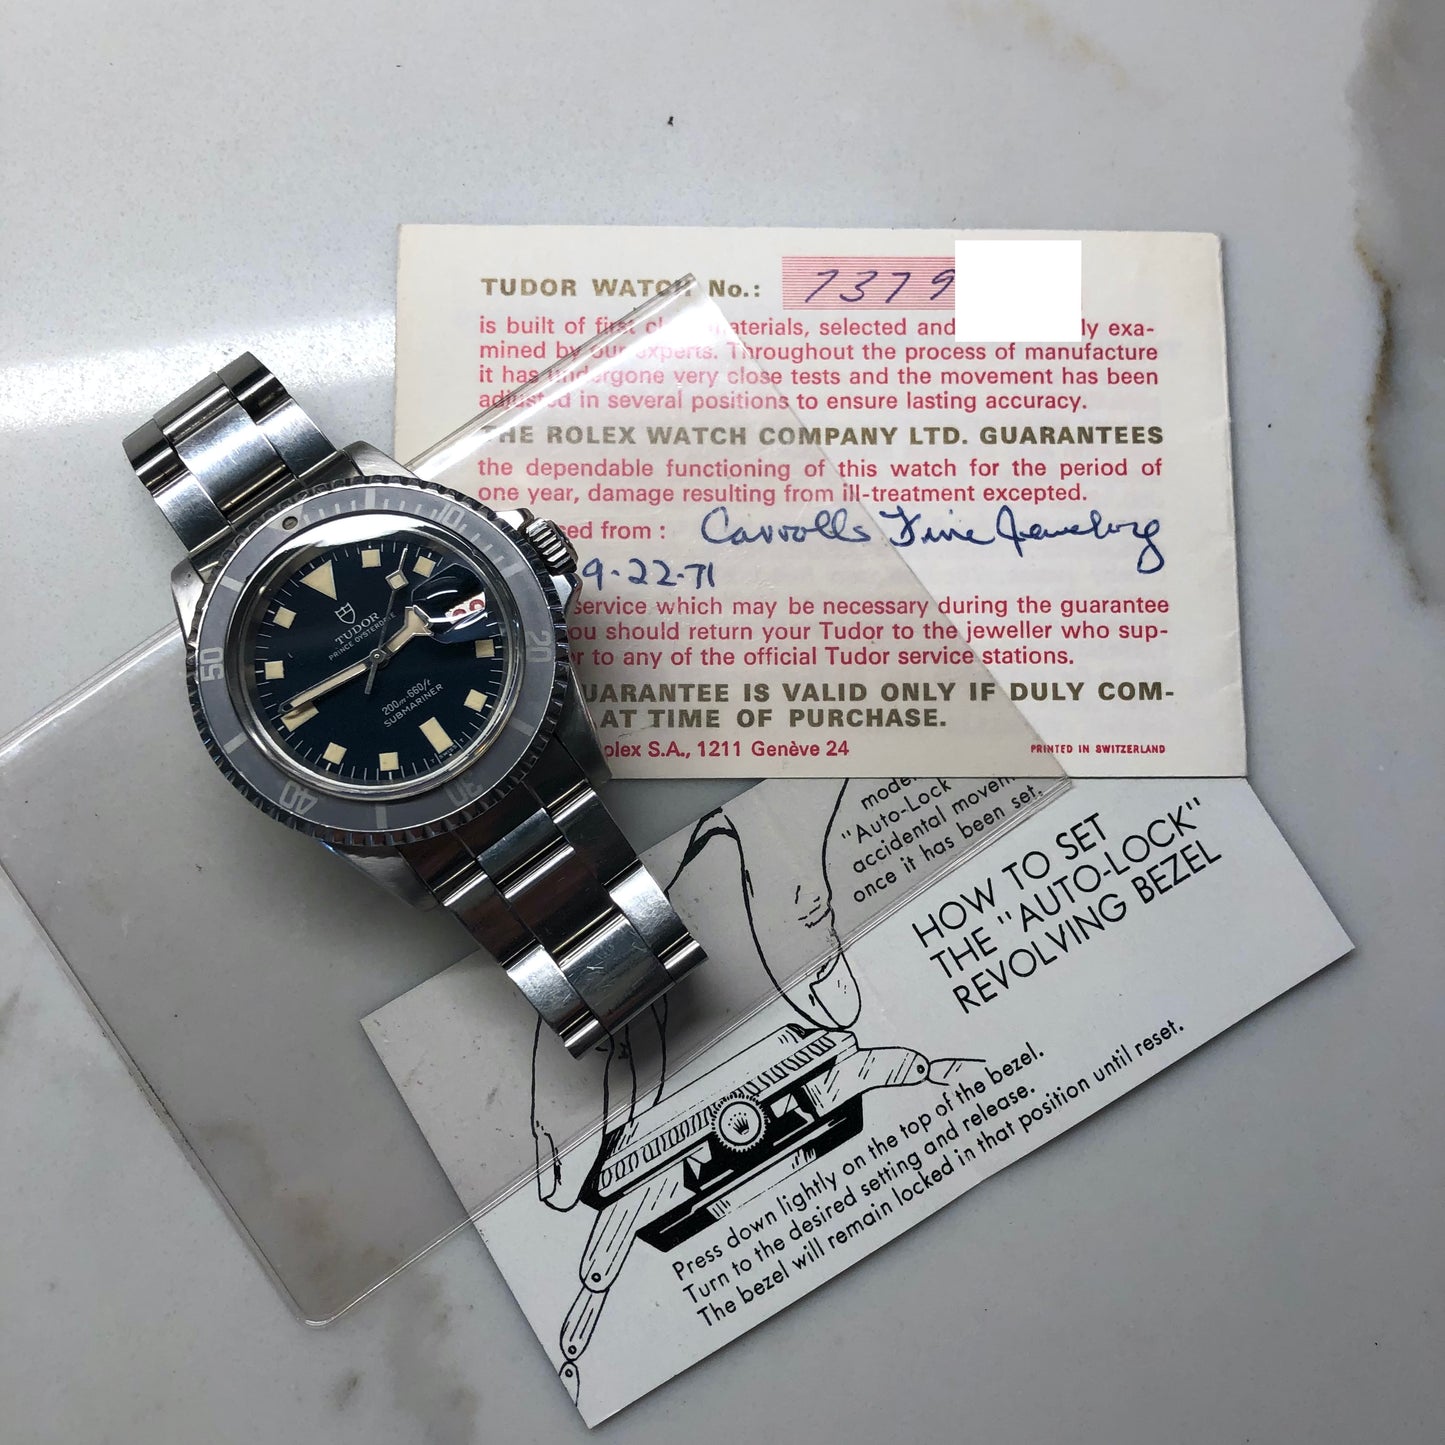 TUDOR WATCH No.: 7379
is built of first materials, selected and
mined by our experts. Throughout the process of manufacture
it has undergone very close tests and the movement has been
adjusted in several positions to ensure lasting accuracy.
THE ROLEX WATCH COMPANY LTD. GUARANTEES
the dependable functioning of this watch for the period of
one year, damage resulting from ill-treatment excepted.
from : Carrolls Fine Jewelry
9-22-71
service which may be necessary during the guarantee
you should return your Tudor to the jeweller who sup-
or to any of the official Tudor service stations.
GUARANTEE IS VALID ONLY IF DULY COM-
AT TIME OF PURCHASE.
Rolex S.A., 1211 Genève 24
PRINTED IN SWITZERLAND
10
20
30
40
50
TUDOR
PRINCE OYSTERDATE
200m-660ft
SUBMARINER
"Auto-Lock
accidental
once it has been set.
HOW TO SET
THE "AUTO-LOCK"
REVOLVING BEZEL
Press down lightly on the top of the bezel.
Turn to the desired setting and release.
The bezel will remain locked in that position until reset.